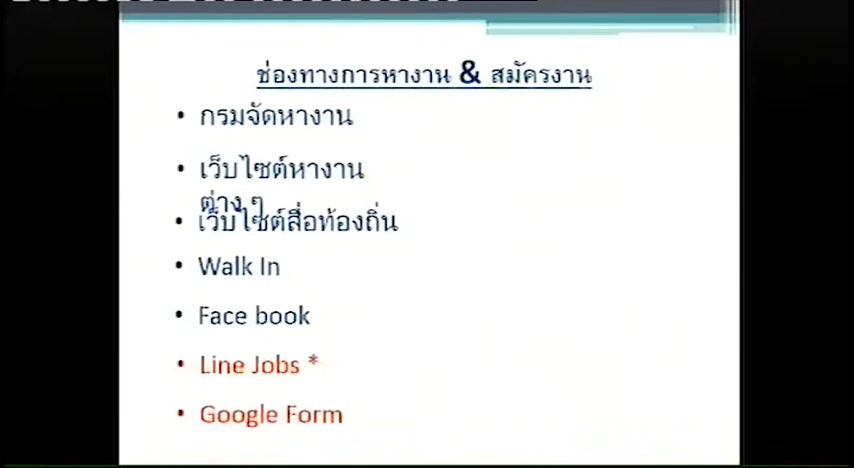 ช่องทางการหางาน & สมัครงาน
• กรมจัดหางาน
• เว็บไซต์หางาน
ต่าง ๆ
• เว็บไซต์สื่อท้องถิ่น
• Walk In
• Face book
• Line Jobs *
• Google Form